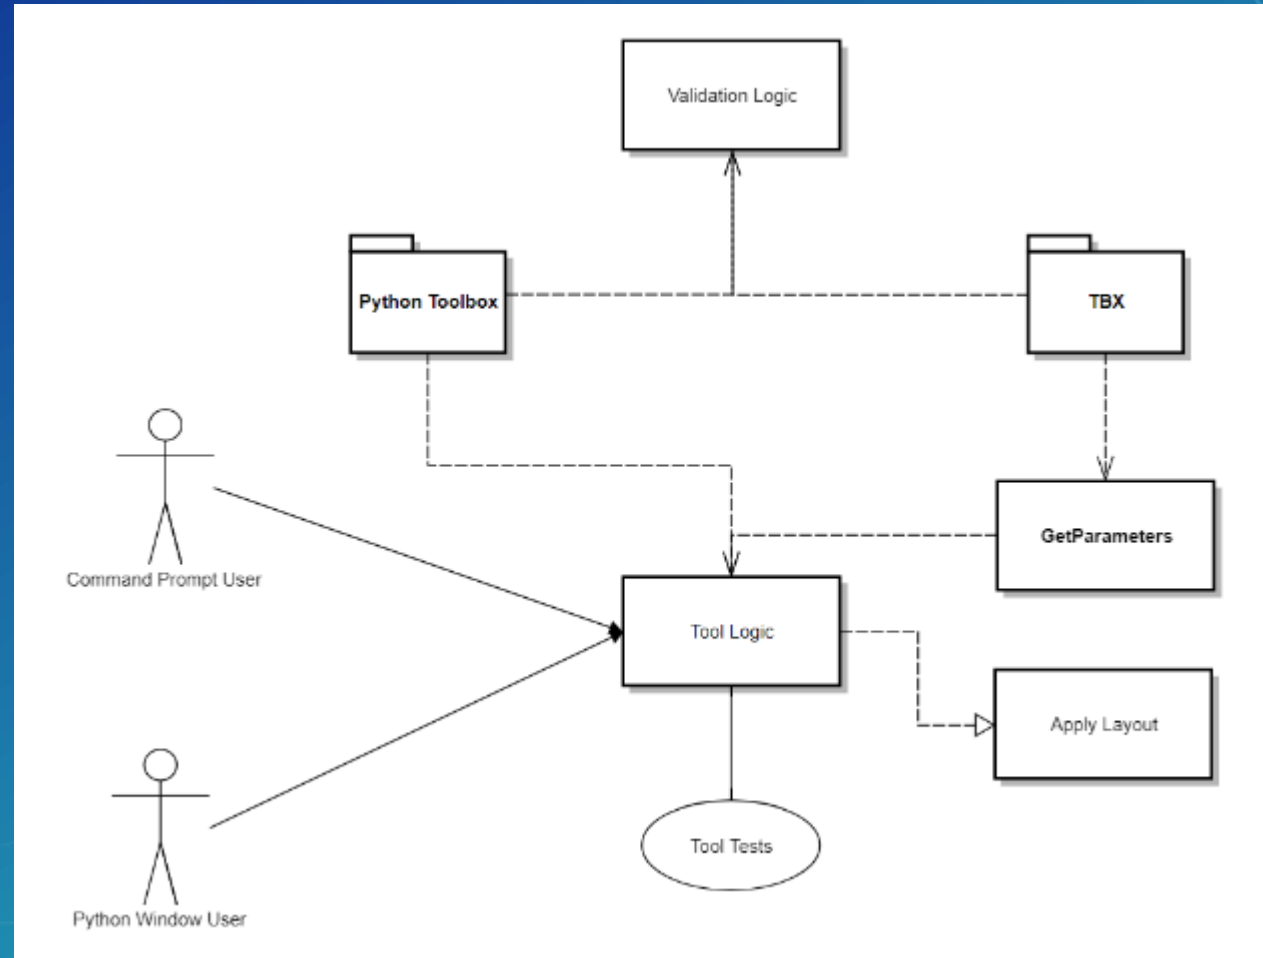 Validation Logic
Python Toolbox
TBX
GetParameters
Command Prompt User
Tool Logic
Apply Layout
Tool Tests
Python Window User